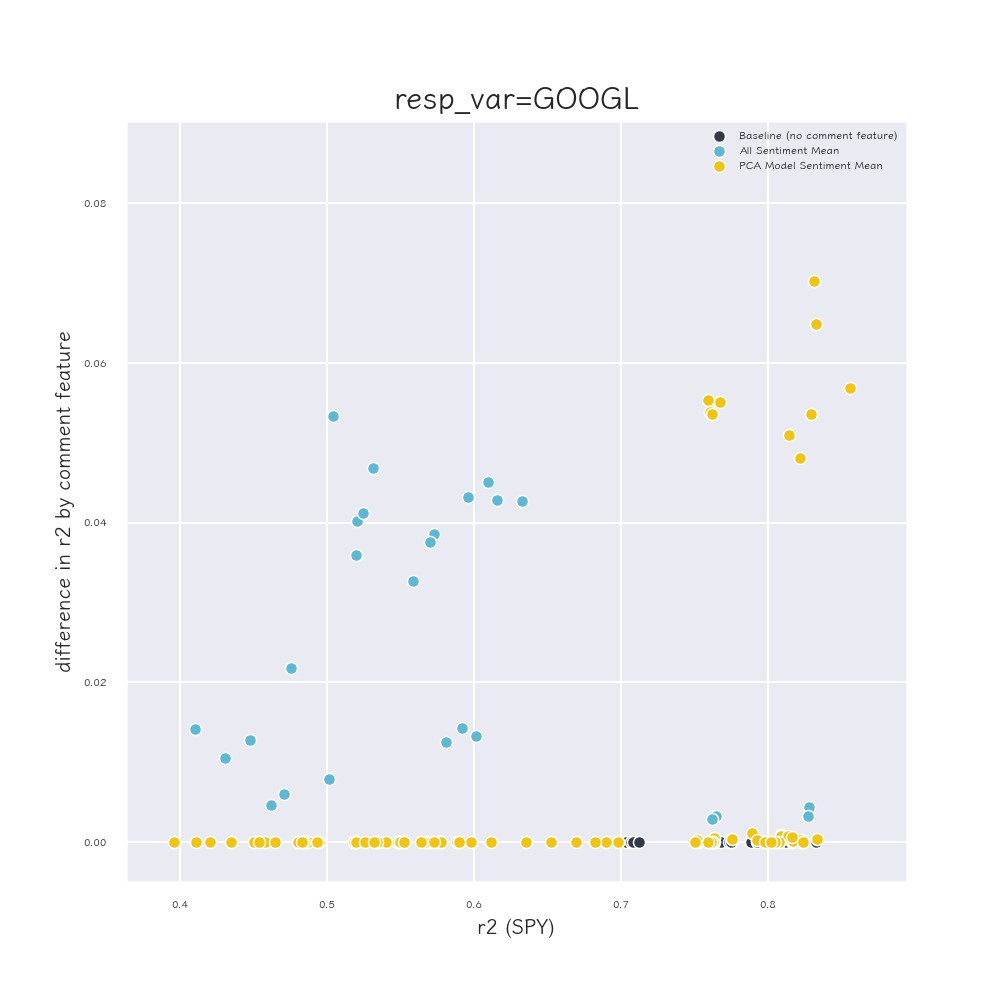 resp_var=GOOGL
Baseline (no comment feature)
All Sentiment Mean
PCA Model Sentiment Mean
difference in r2 by comment feature
0.08
0.06
0.04
0.02
0.00
0.4 0.5 0.6 0.7 0.8
r2 (SPY)